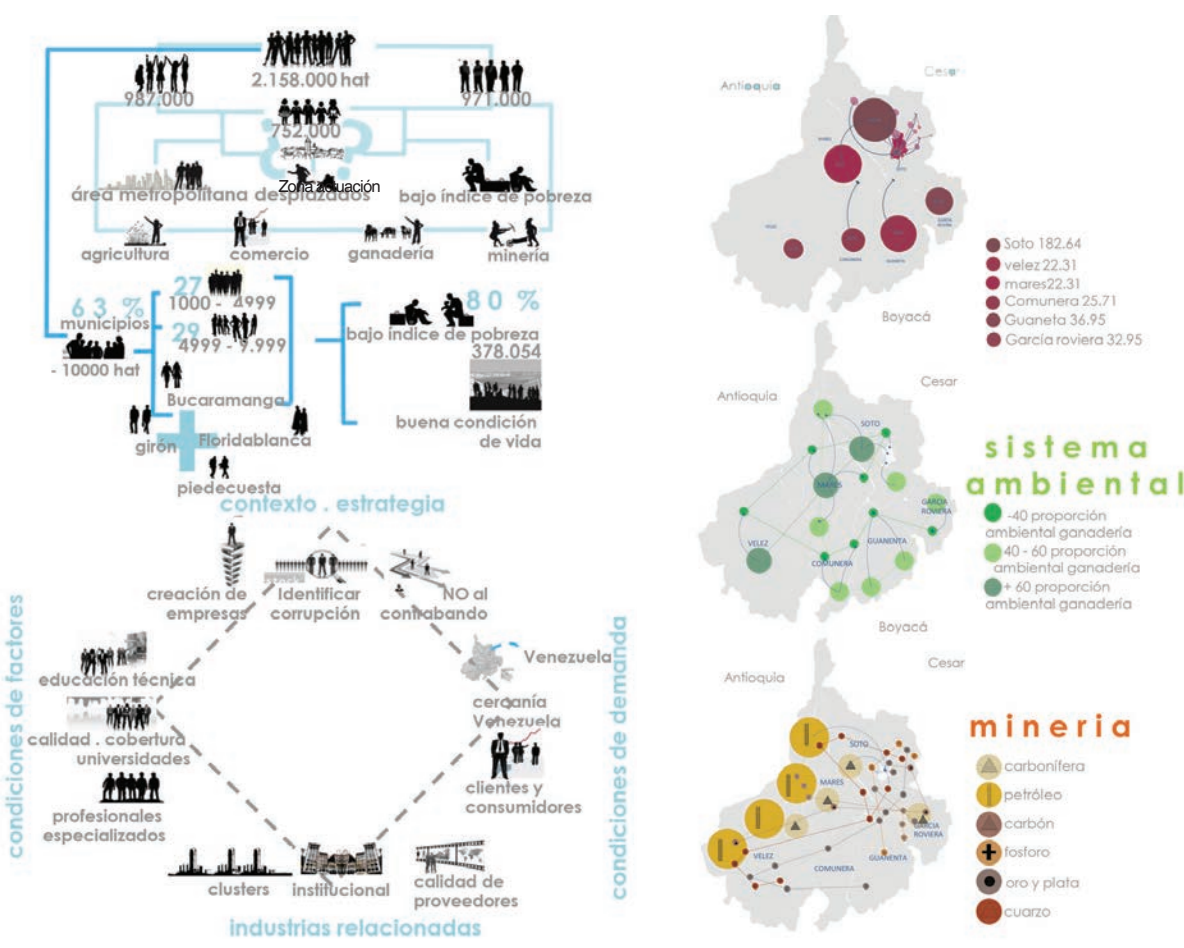 2.158.000 hat
987.000
971.000
752.000
Zona actuación
área metropolitana desplazados
bajo índice de pobreza
agricultura
comercio
ganadería
minería
27
1000 - 4999
63 %
municipios
29
4999 - 9.999
- 10000 hat
80 %
bajo índice de pobreza
378.054
Bucaramanga
buena condición
de vida
girón
Floridablanca
piedecuesta
contexto . estrategia
creación de
empresas
Identificar
corrupción
NO al
contrabando
condiciones de factores
educación técnica
calidad . cobertura
universidades
profesionales
especializados
Venezuela
cercanía
Venezuela
clientes y
consumidores
condiciones de demanda
clusters
institucional
calidad de
proveedores
industrias relacionadas
Antioquía
Cesar
SOTO
GUANENTA
Boyacá
Soto 182.64
velez 22.31
mares22.31
Comunera 25.71
Guaneta 36.95
García roviera 32.95
Antioquia
Cesar
SOTO
MARES
GARCIA
ROVIERA
VELEZ
GUANENTA
COMUNERA
Boyacá
sistema
ambiental
-40 proporción
ambiental ganadería
40 - 60 proporción
ambiental ganadería
+ 60 proporción
ambiental ganadería
Antioquia
Cesar
SOTO
MARES
GARCIA
ROVIERA
VELEZ
GUANENTA
COMUNERA
mineria
carbonífera
petróleo
carbón
fosforo
oro y plata
cuarzo